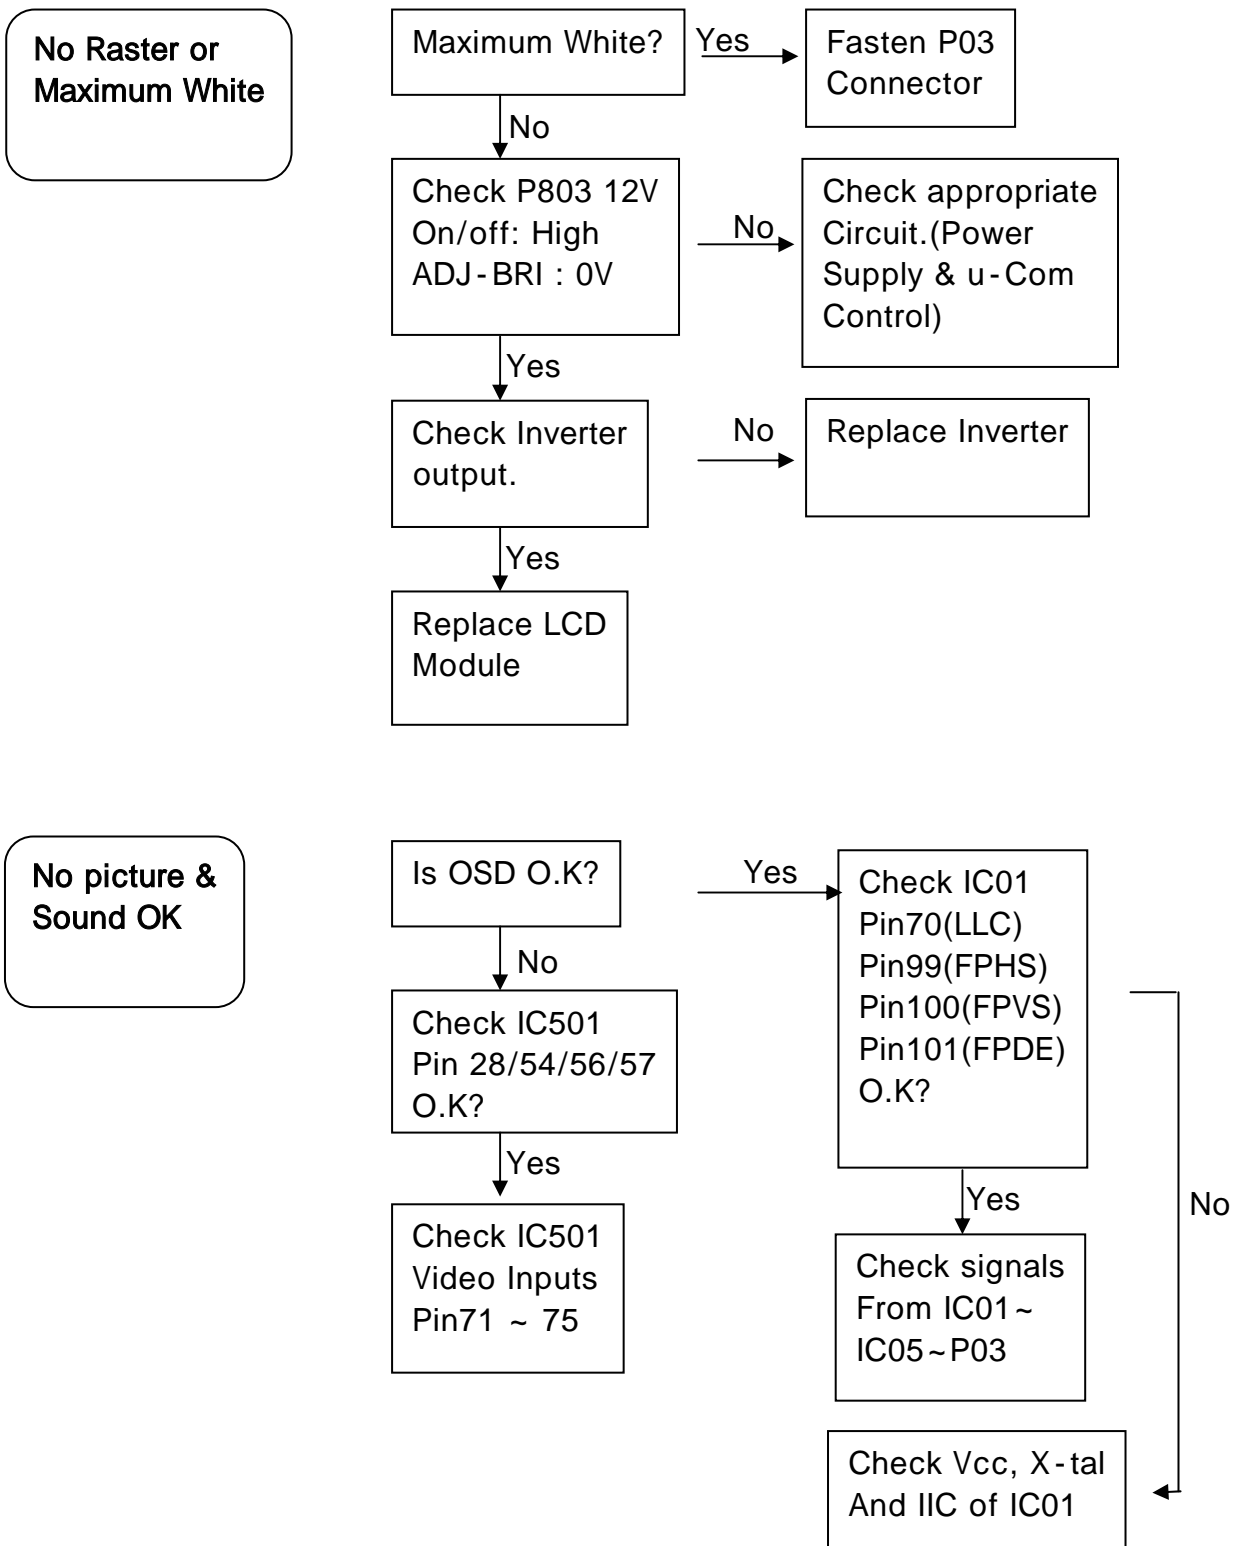 No Raster or
Maximum White
Maximum White?
Yes
Fasten P03
Connector
No
Check P803 12V
On/off: High
ADJ-BRI : 0V
No
Check appropriate
Circuit.(Power
Supply & u-Com
Control)
Yes
Check Inverter
output.
No
Replace Inverter
Yes
Replace LCD
Module
No picture &
Sound OK
Is OSD O.K?
Yes
Check IC01
Pin70(LLC)
Pin99(FPHS)
Pin100(FPVS)
Pin101(FPDE)
O.K?
No
Check IC501
Pin 28/54/56/57
O.K?
Yes
Check IC501
Video Inputs
Pin71 ~ 75
Yes
No
Check signals
From IC01~
IC05~P03
Check Vcc, X-tal
And IIC of IC01